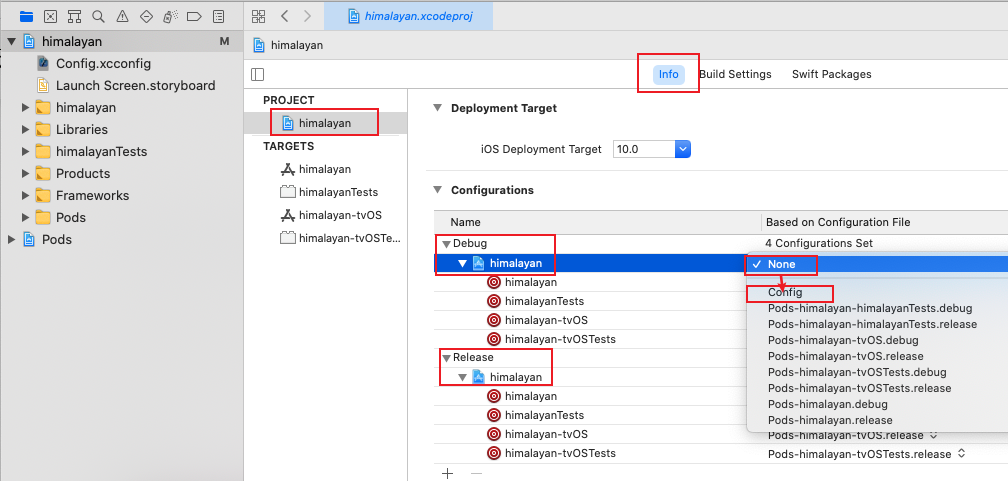 himalayan.xcodeproj
himalayan M
Config.xcconfig
Launch Screen.storyboard
himalayan
Libraries
himalayanTests
Products
Frameworks
Pods
Pods
himalayan
Info Build Settings Swift Packages
PROJECT
himalayan
TARGETS
himalayan
himalayanTests
himalayan-tvOS
himalayan-tvOSTe...
Deployment Target
iOS Deployment Target 10.0
Configurations
Name Based on Configuration File
Debug 4 Configurations Set
himalayan
himalayan
himalayanTests
himalayan-tvOS
himalayan-tvOSTests
Release
himalayan
himalayan
himalayanTests
himalayan-tvOS Pods-himalayan-tvOS.release
himalayan-tvOSTests Pods-himalayan-tvOSTests.release
✓ None
Config
Pods-himalayan-himalayanTests.debug
Pods-himalayan-himalayanTests.release
Pods-himalayan-tvOS.debug
Pods-himalayan-tvOS.release
Pods-himalayan-tvOSTests.debug
Pods-himalayan-tvOSTests.release
Pods-himalayan.debug
Pods-himalayan.release